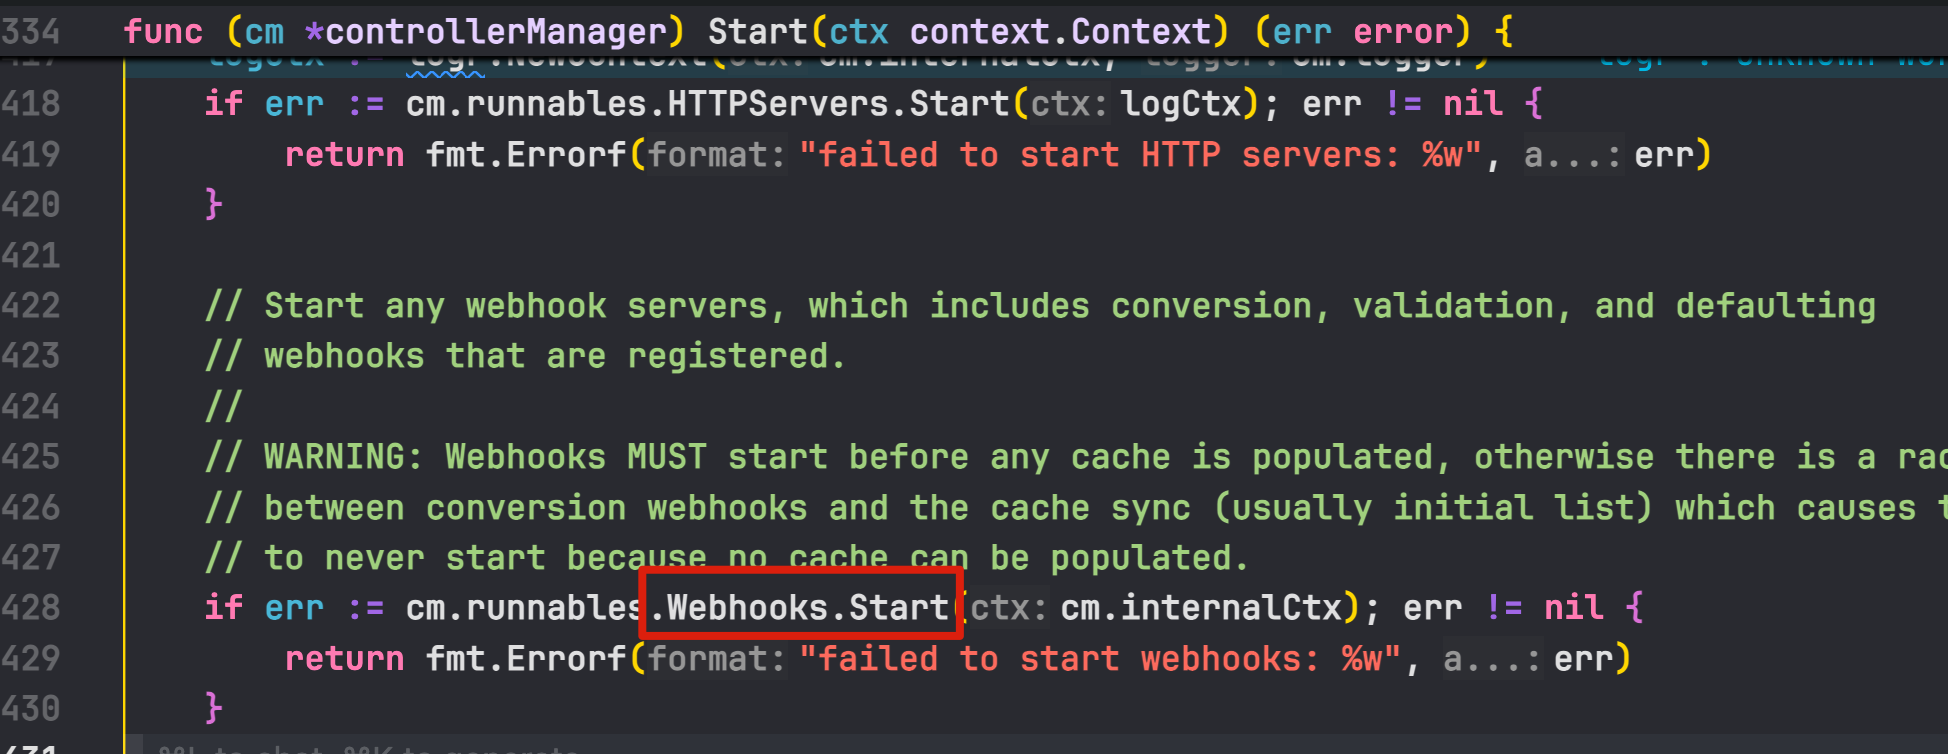 334 func (cm *controllerManager) Start(ctx context.Context) (err error) {
418 if err := cm.runnables.HTTPServers.Start(ctx: logCtx); err != nil {
419 return fmt.Errorf(format: "failed to start HTTP servers: %w", a...: err)
420 }
421
422 // Start any webhook servers, which includes conversion, validation, and defaulting
423 // webhooks that are registered.
424 //
425 // WARNING: Webhooks MUST start before any cache is populated, otherwise there is a
426 // between conversion webhooks and the cache sync (usually initial list) which causes
427 // to never start because no cache can be populated.
428 if err := cm.runnables.Webhooks.Start(ctx: cm.internalCtx); err != nil {
429 return fmt.Errorf(format: "failed to start webhooks: %w", a...: err)
430 }